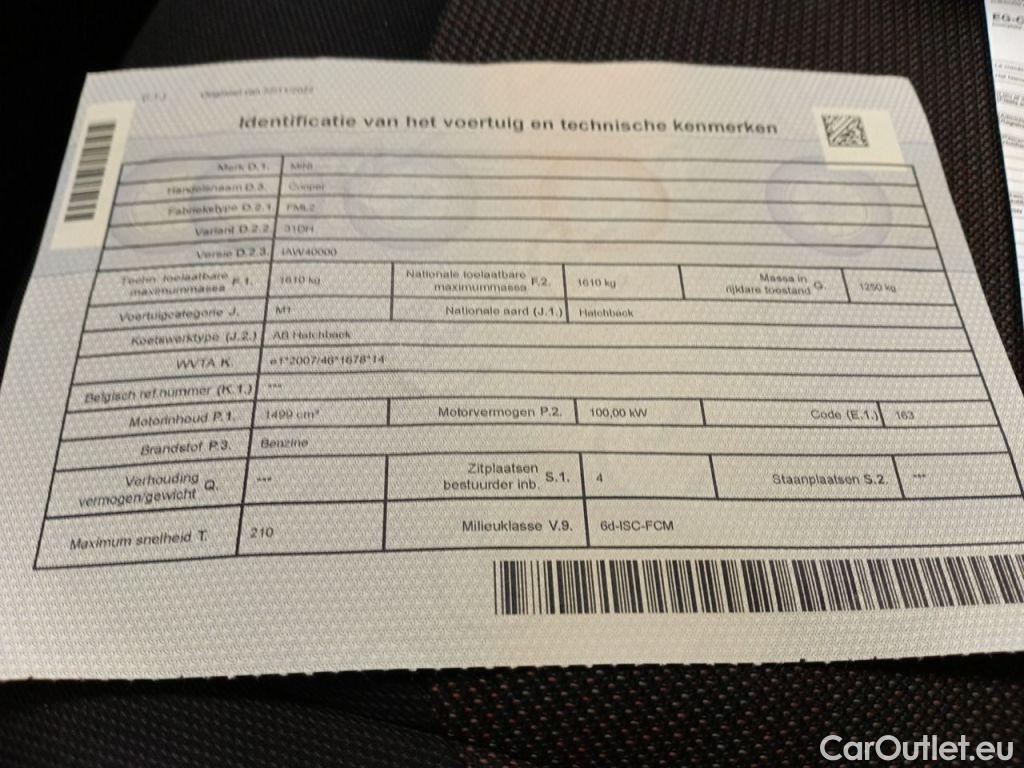 Identificatie van het voertuig en technische kenmerken
Merk D.1. MINI
Handelsnaam D.3. Cooper
Fabriekstype D.2.1. FML2
Variant D.2.2. 31DH
Versie D.2.3. IAW40000
Techn. toelaatbare maximummassa F.1. 1610 kg Nationale toelaatbare maximummassa F.2. 1610 kg Massa in rijklare toestand G. 1250 kg
Voertuigcategorie J. M1 Nationale aard (J.1.) Hatchback
Koetswerktype (J.2.) AB Hatchback
WVTA K. e1*2007/46*1678*14
Belgisch ref.nummer (K.1.) ***
Motorinhoud P.1. 1499 cm³ Motorvermogen P.2. 100,00 kW Code (E.1.) 163
Brandstof P.3. Benzine
Verhouding vermogen/gewicht Q. *** Zitplaatsen bestuurder inb. S.1. 4 Staanplaatsen S.2. ***
Maximum snelheid T. 210 Milieuklasse V.9. 6d-ISC-FCM
CarOutlet.eu